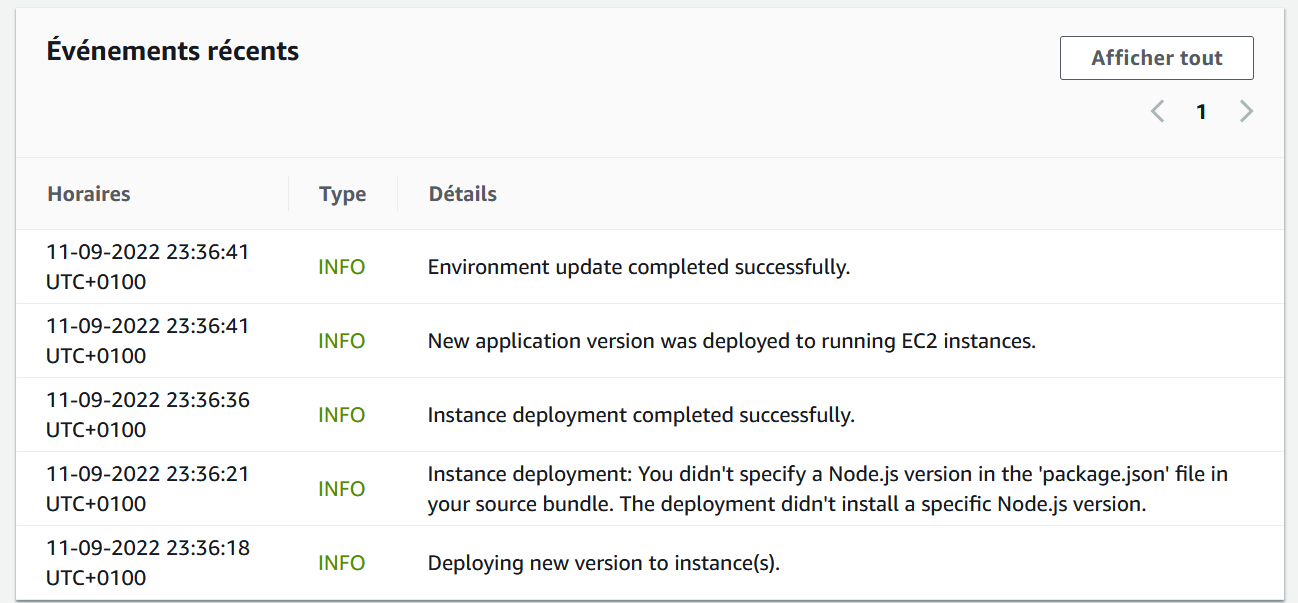 Événements récents
Afficher tout
1
Horaires Type Détails
11-09-2022 23:36:41
UTC+0100
INFO
Environment update completed successfully.
11-09-2022 23:36:41
UTC+0100
INFO
New application version was deployed to running EC2 instances.
11-09-2022 23:36:36
UTC+0100
INFO
Instance deployment completed successfully.
11-09-2022 23:36:21
UTC+0100
INFO
Instance deployment: You didn't specify a Node.js version in the 'package.json' file in
your source bundle. The deployment didn't install a specific Node.js version.
11-09-2022 23:36:18
UTC+0100
INFO
Deploying new version to instance(s).